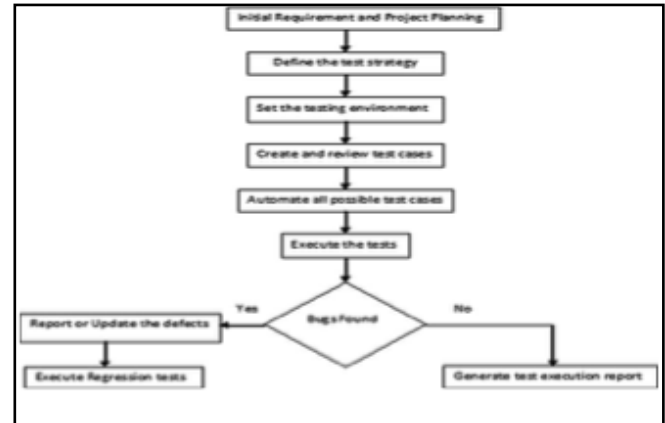 Initial Requirement and Project Planning
Define the test strategy
Set the testing environment
Create and review test cases
Automate all possible test cases
Execute the tests
Yes
Bugs Found
No
Report or Update the defects
Execute Regression tests
Generate test execution report